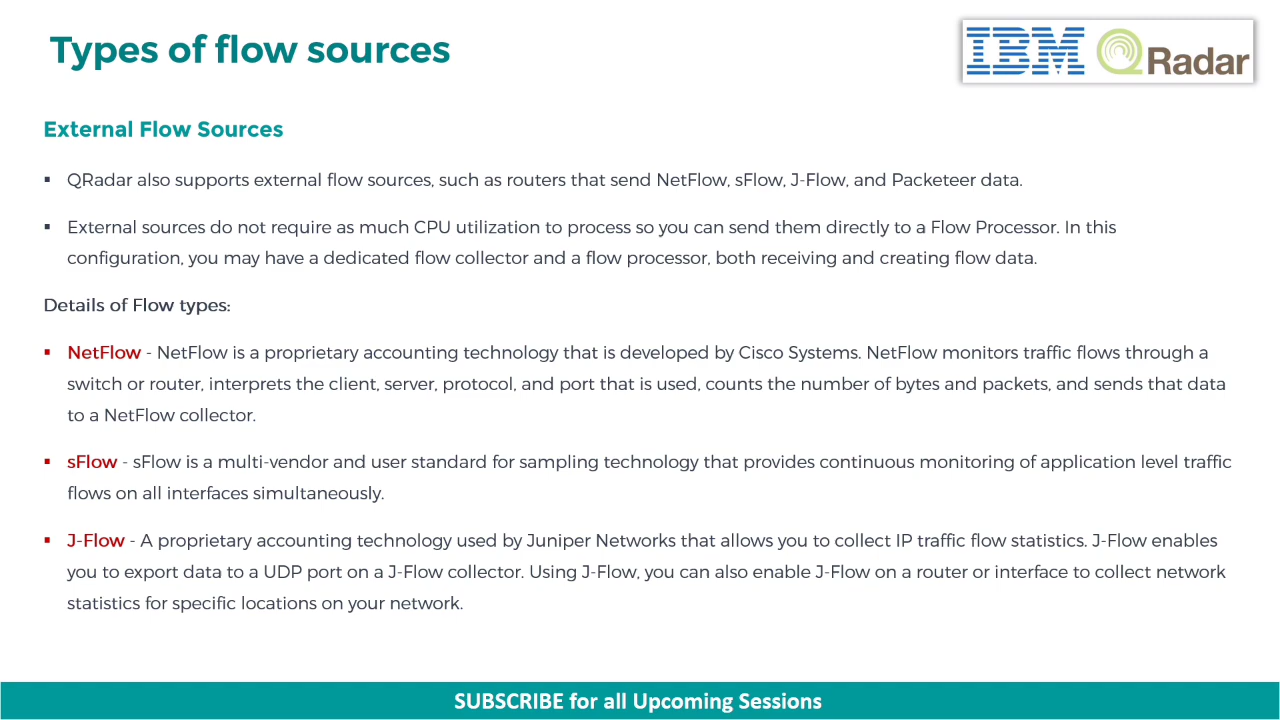 Types of flow sources
IBM QRadar
External Flow Sources
▪ QRadar also supports external flow sources, such as routers that send NetFlow, sFlow, J-Flow, and Packeteer data.
▪ External sources do not require as much CPU utilization to process so you can send them directly to a Flow Processor. In this
configuration, you may have a dedicated flow collector and a flow processor, both receiving and creating flow data.
Details of Flow types:
▪ NetFlow - NetFlow is a proprietary accounting technology that is developed by Cisco Systems. NetFlow monitors traffic flows through a
switch or router, interprets the client, server, protocol, and port that is used, counts the number of bytes and packets, and sends that data
to a NetFlow collector.
▪ sFlow - sFlow is a multi-vendor and user standard for sampling technology that provides continuous monitoring of application level traffic
flows on all interfaces simultaneously.
▪ J-Flow - A proprietary accounting technology used by Juniper Networks that allows you to collect IP traffic flow statistics. J-Flow enables
you to export data to a UDP port on a J-Flow collector. Using J-Flow, you can also enable J-Flow on a router or interface to collect network
statistics for specific locations on your network.
SUBSCRIBE for all Upcoming Sessions